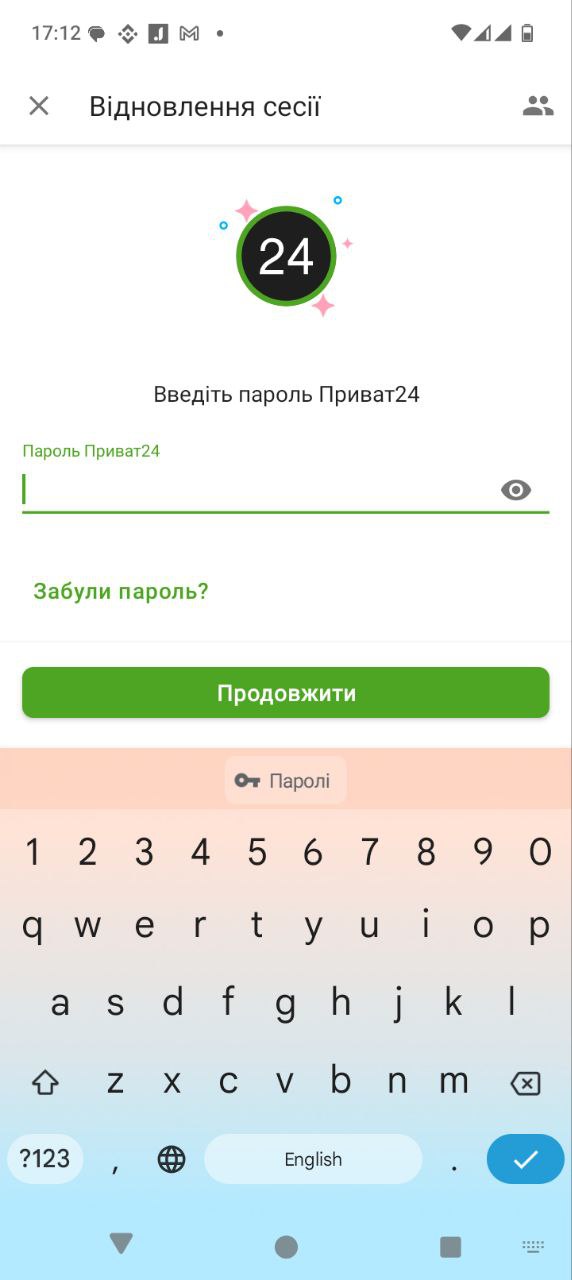 17:12
Відновлення сесії
24
Введіть пароль Приват24
Пароль Приват24
Забули пароль?
Продовжити
Паролі
1 2 3 4 5 6 7 8 9 0
q w e r t y u i o p
a s d f g h j k l
z x c v b n m
?123 , English .